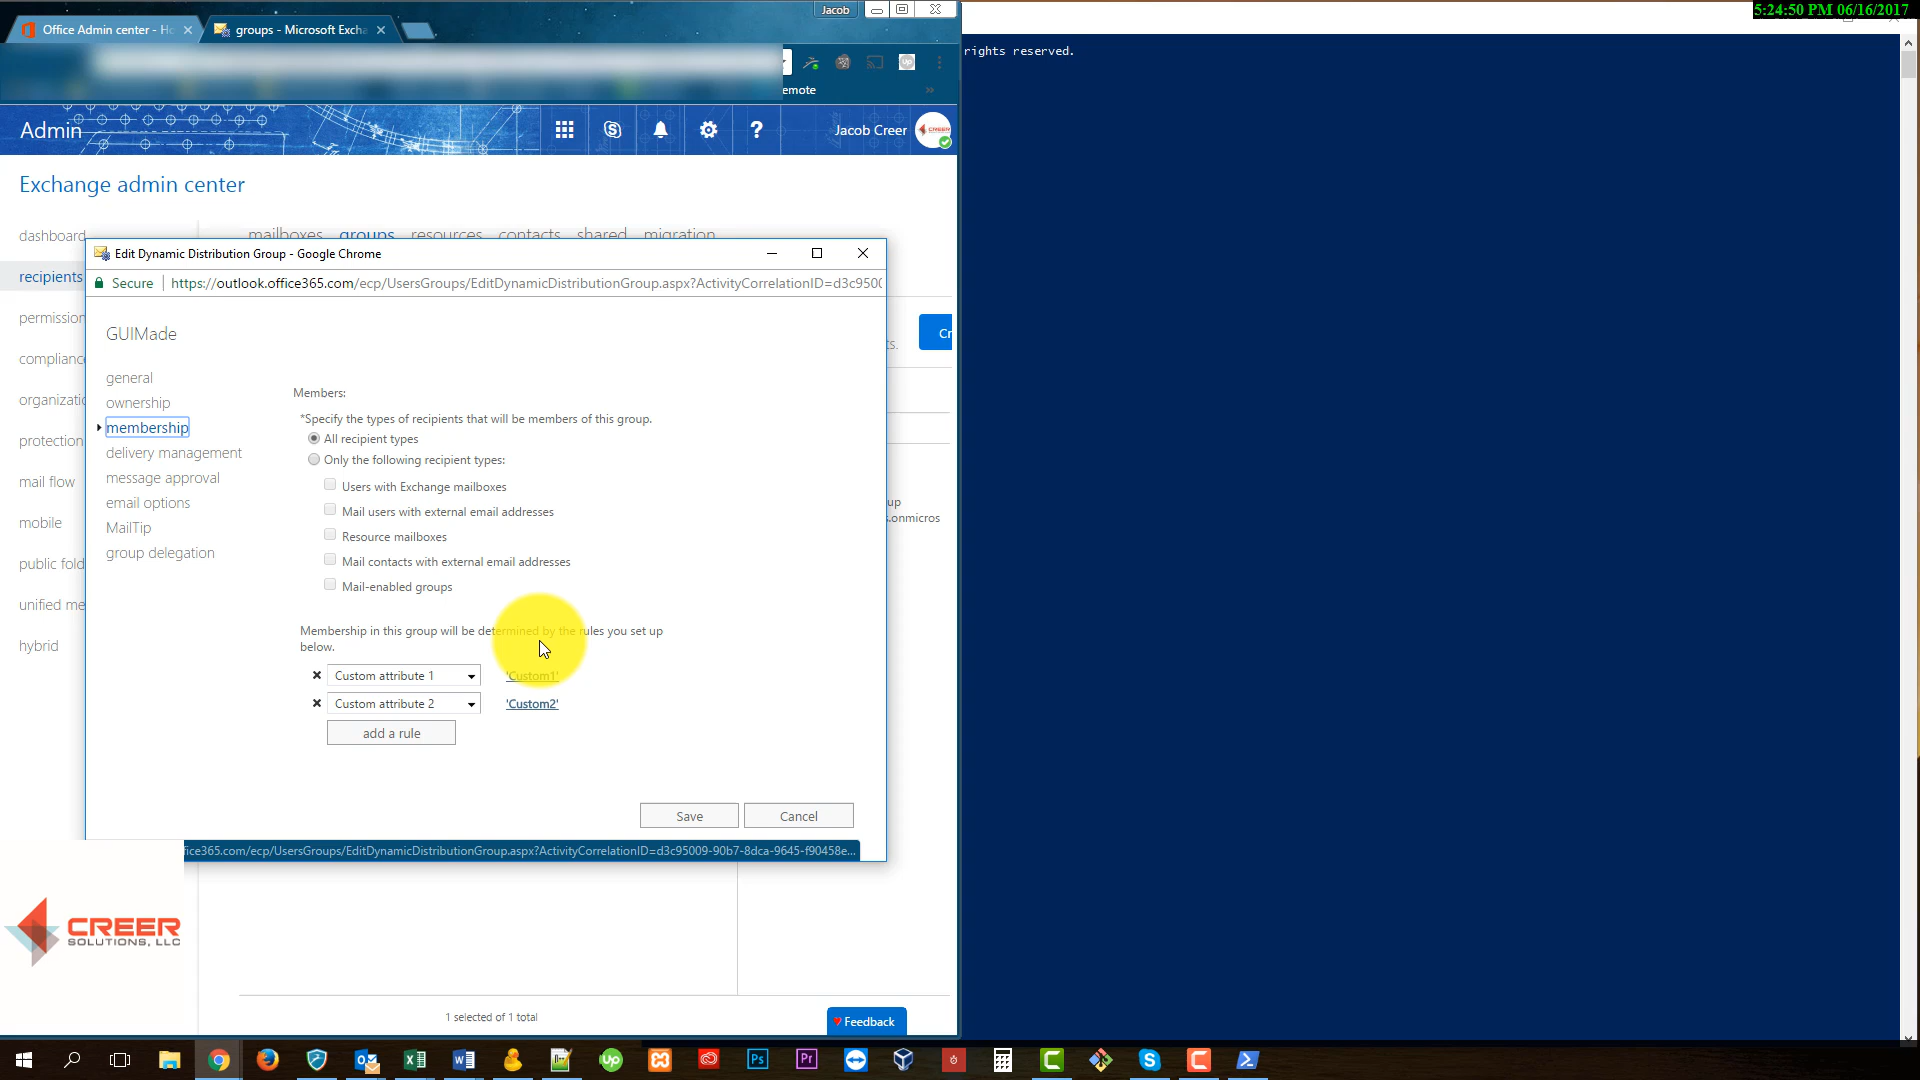 Jacob
5:24:50 PM 06/16/2017
Office Admin center - Ho
groups - Microsoft Excha
rights reserved.
emote
Admin
Jacob Creer
Exchange admin center
dashboard
mailboxes groups resources contacts shared migration
recipients
permission
compliance
organizatio
protection
mail flow
mobile
public fold
unified me
hybrid
Cr
ts.
up
s.onmicros
Edit Dynamic Distribution Group - Google Chrome
Secure https://outlook.office365.com/ecp/UsersGroups/EditDynamicDistributionGroup.aspx?ActivityCorrelationID=d3c9500
GUIMade
general
ownership
membership
delivery management
message approval
email options
MailTip
group delegation
Members:
*Specify the types of recipients that will be members of this group.
All recipient types
Only the following recipient types:
Users with Exchange mailboxes
Mail users with external email addresses
Resource mailboxes
Mail contacts with external email addresses
Mail-enabled groups
Membership in this group will be determined by the rules you set up
below.
Custom attribute 1 'Custom1'
Custom attribute 2 'Custom2'
add a rule
Save Cancel
fice365.com/ecp/UsersGroups/EditDynamicDistributionGroup.aspx?ActivityCorrelationID=d3c95009-90b7-8dca-9645-f90458e...
CREER
SOLUTIONS, LLC
1 selected of 1 total
Feedback